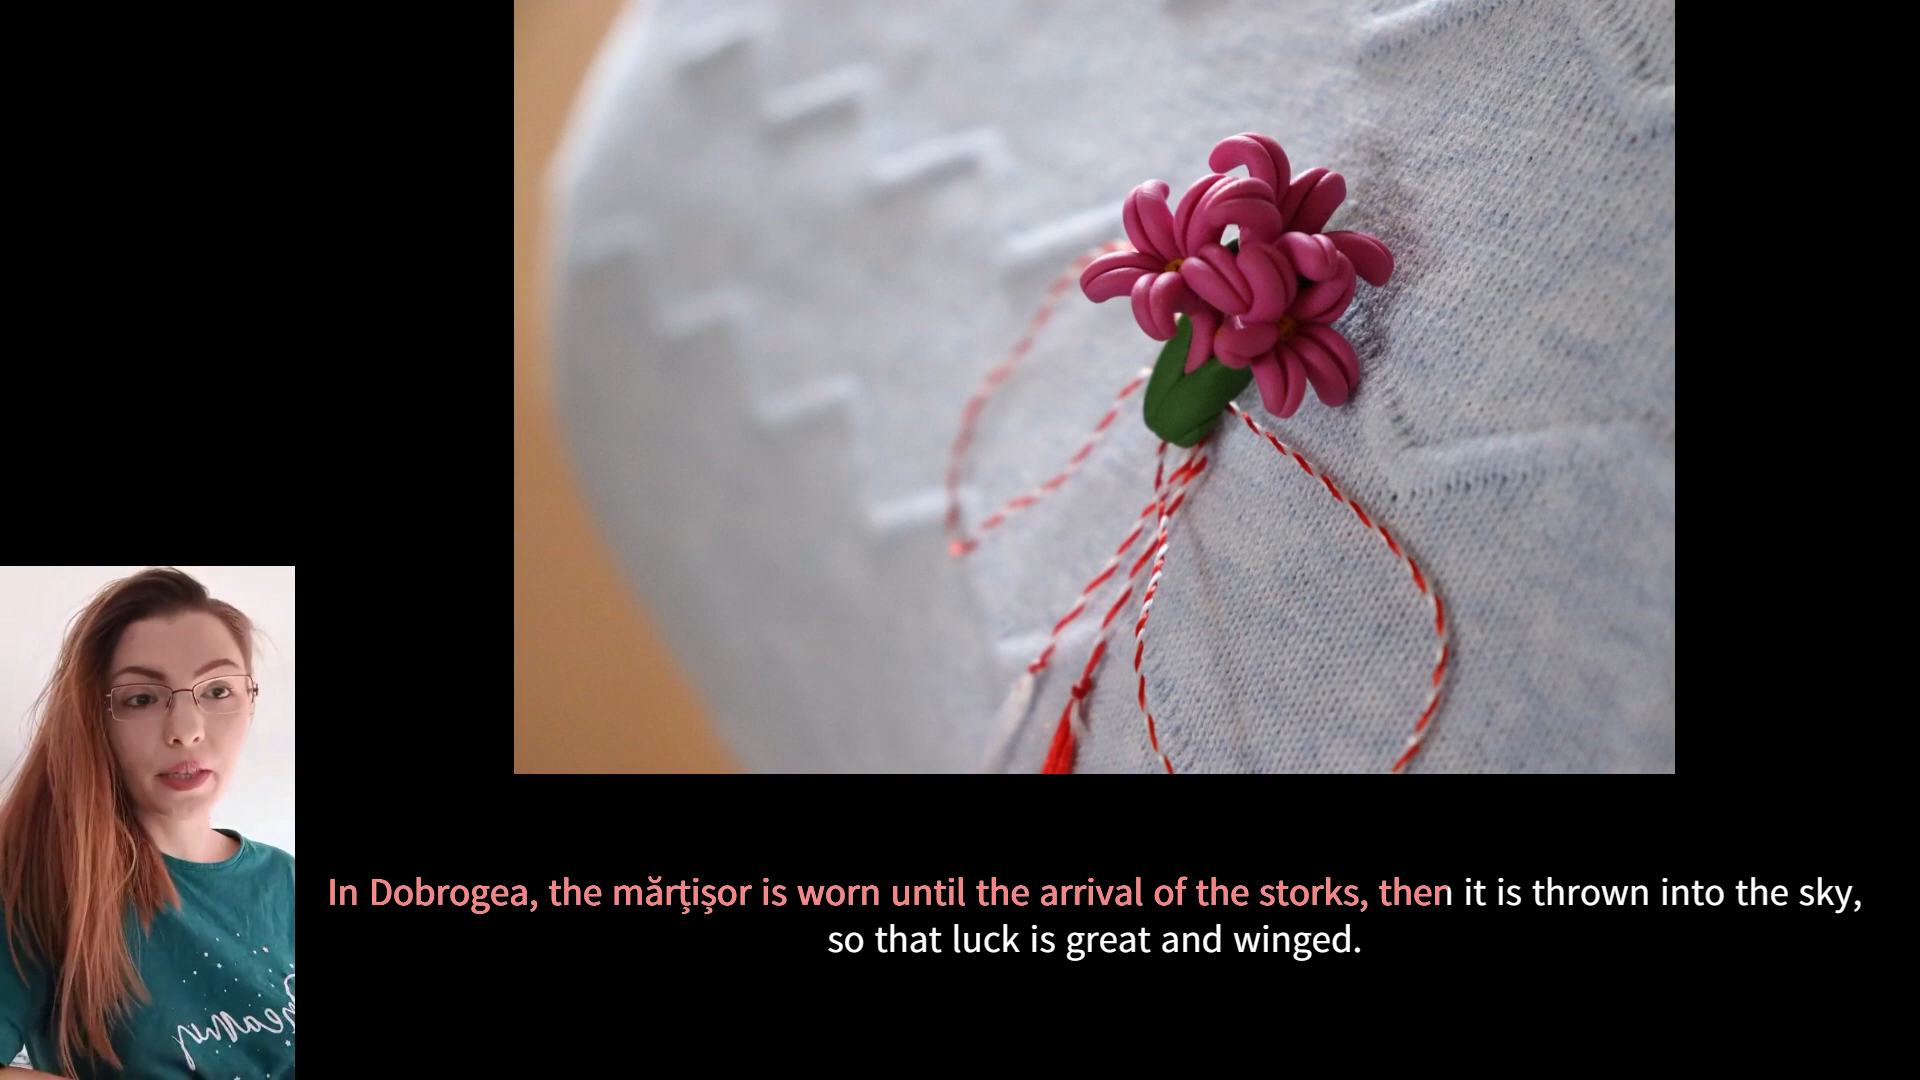 In Dobrogea, the mărțișor is worn until the arrival of the storks, then it is thrown into the sky,
so that luck is great and winged.